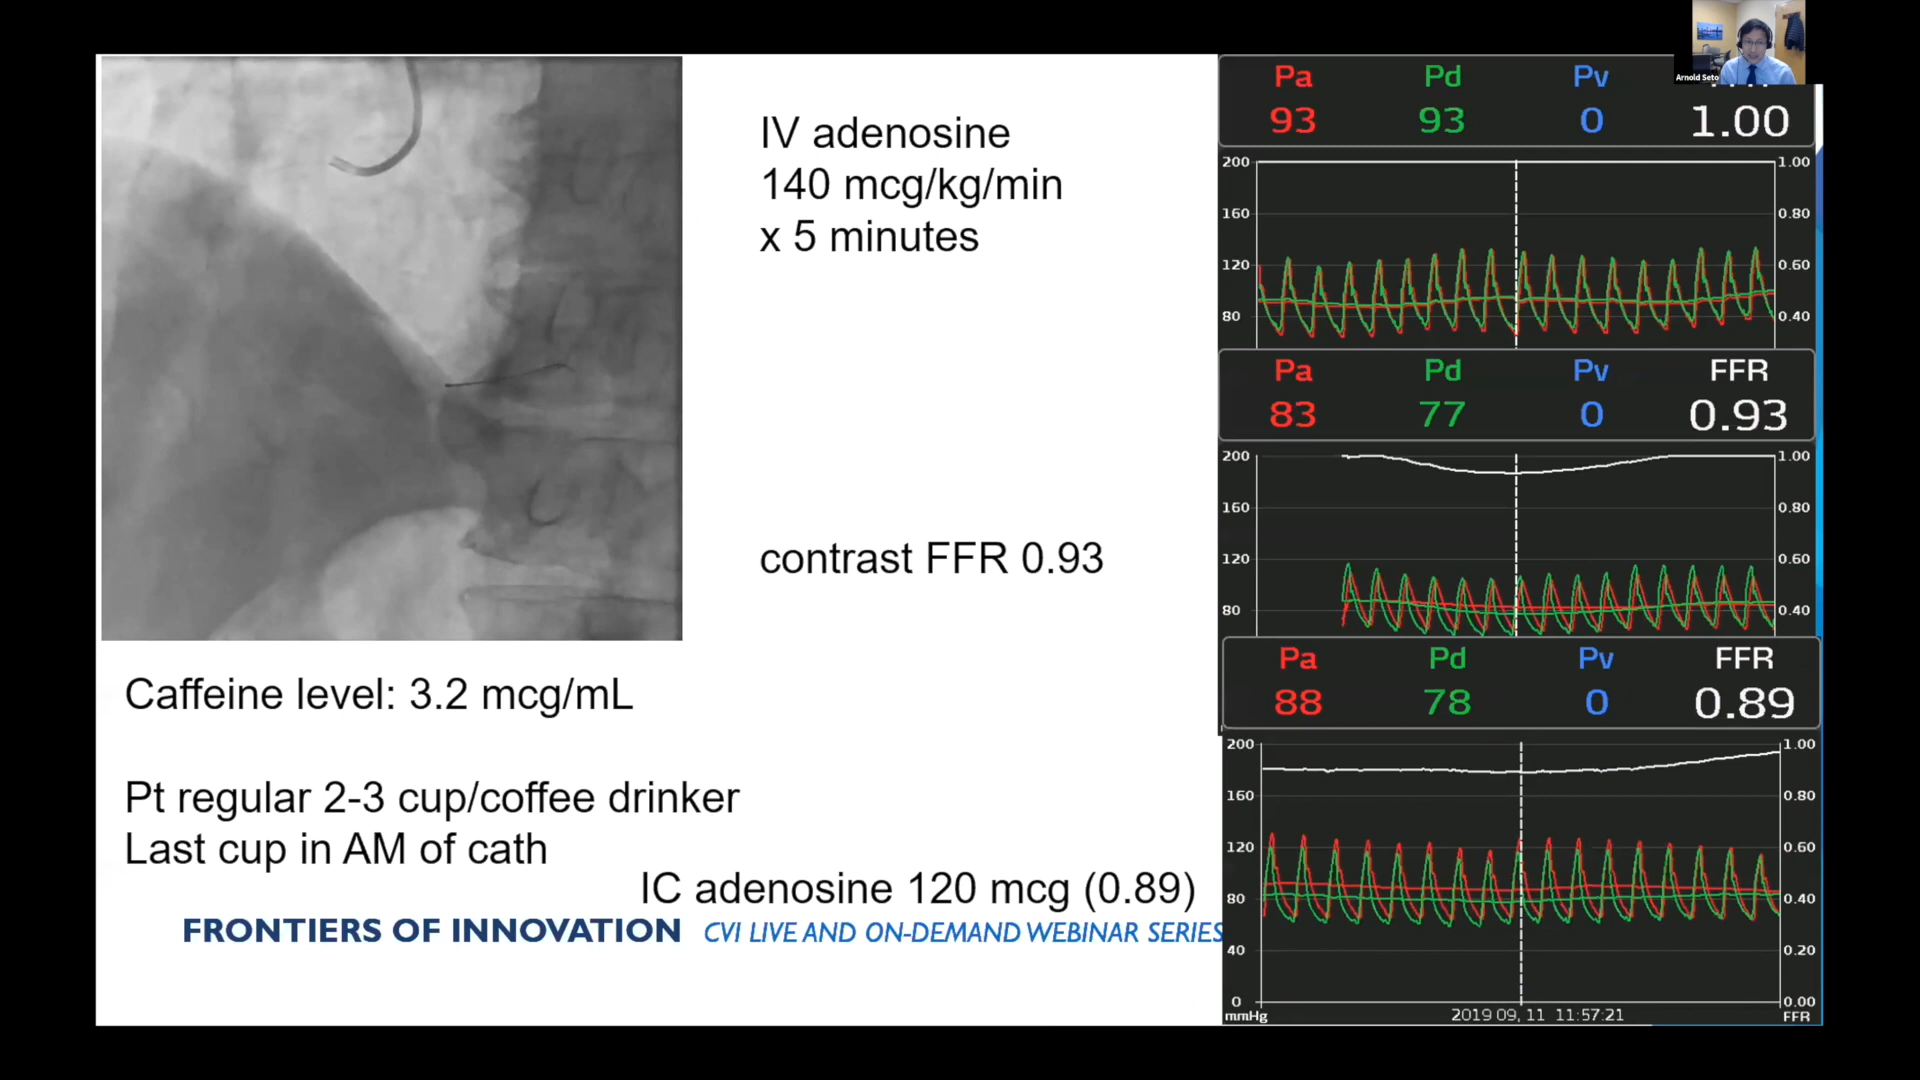 Arnold Seto
Pa Pd Pv
93 93 0 1.00
IV adenosine
140 mcg/kg/min
x 5 minutes
200 1.00
160 0.80
120 0.60
80 0.40
Pa Pd Pv FFR
83 77 0 0.93
contrast FFR 0.93
200 1.00
160 0.80
120 0.60
80 0.40
Pa Pd Pv FFR
88 78 0 0.89
Caffeine level: 3.2 mcg/mL
Pt regular 2-3 cup/coffee drinker
Last cup in AM of cath
IC adenosine 120 mcg (0.89)
200 1.00
160 0.80
120 0.60
80 0.40
40 0.20
0 0.00
mmHg 2019 09, 11 11:57:21 FFR
FRONTIERS OF INNOVATION CVI LIVE AND ON-DEMAND WEBINAR SERIES